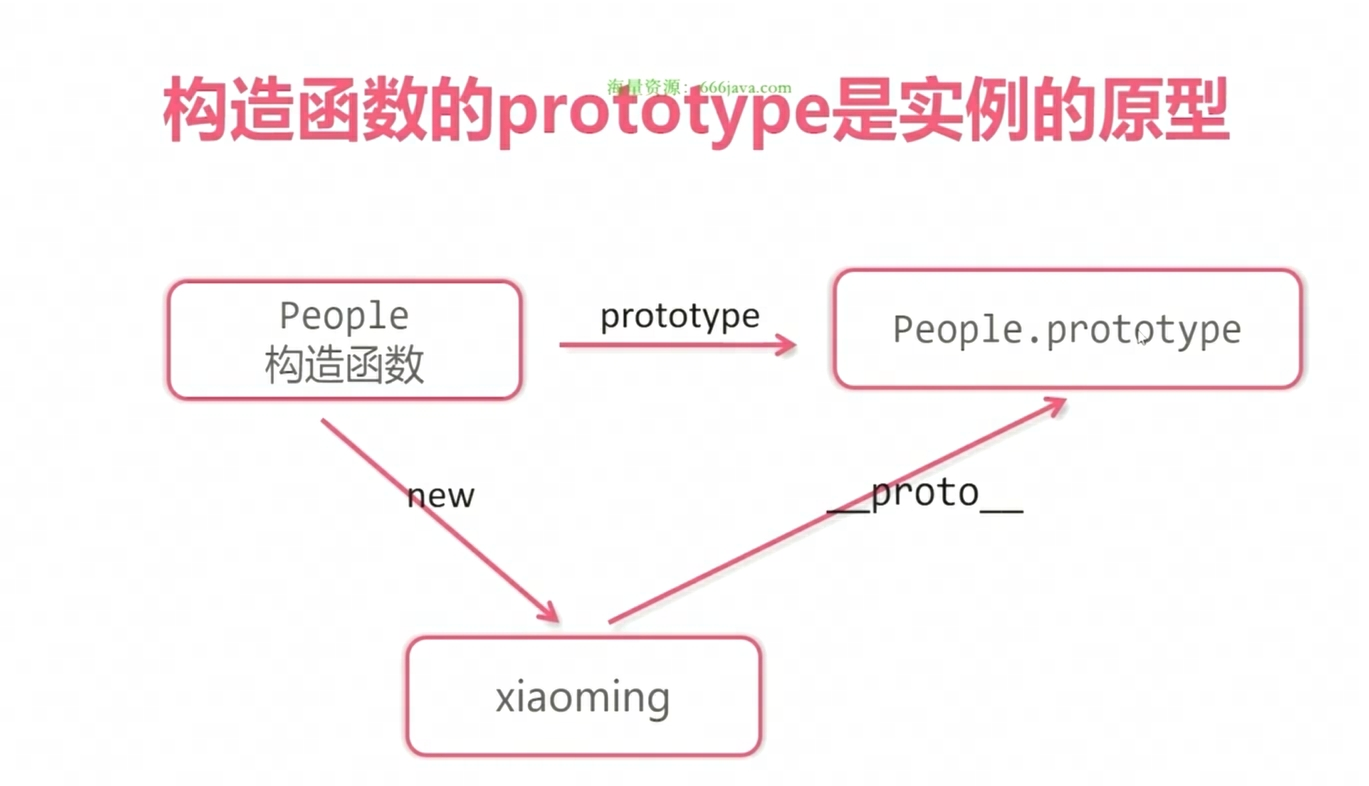 海量资源：666java.com
构造函数的prototype是实例的原型
People
构造函数
prototype
People.prototype
new
__proto__
xiaoming